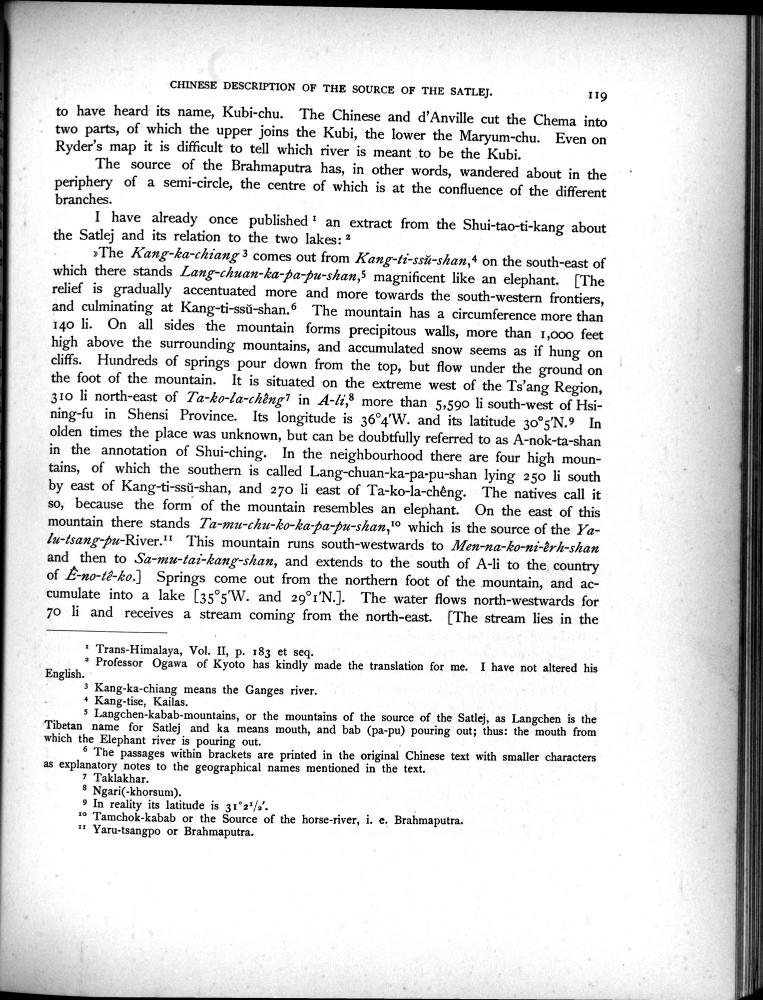 CHINESE DESCRIPTION OF THE SOURCE OF THE SATLEJ. 119
to have heard its name, Kubi-chu. The Chinese and d'Anville cut the Chema into
two parts, of which the upper joins the Kubi, the lower the Maryum-chu. Even on
Ryder's map it is difficult to tell which river is meant to be the Kubi.
The source of the Brahmaputra has, in other words, wandered about in the
periphery of a semi-circle, the centre of which is at the confluence of the different
branches.
I have already once published ¹ an extract from the Shui-tao-ti-kang about
the Satlej and its relation to the two lakes: ²
»The Kang-ka-chiang ³ comes out from Kang-ti-ssŭ-shan,⁴ on the south-east of
which there stands Lang-chuan-ka-pa-pu-shan,⁵ magnificent like an elephant. [The
relief is gradually accentuated more and more towards the south-western frontiers,
and culminating at Kang-ti-ssŭ-shan.⁶ The mountain has a circumference more than
140 li. On all sides the mountain forms precipitous walls, more than 1,000 feet
high above the surrounding mountains, and accumulated snow seems as if hung on
cliffs. Hundreds of springs pour down from the top, but flow under the ground on
the foot of the mountain. It is situated on the extreme west of the Ts'ang Region,
310 li north-east of Ta-ko-la-chêng⁷ in A-li,⁸ more than 5,590 li south-west of Hsi-
ning-fu in Shensi Province. Its longitude is 36°4'W. and its latitude 30°5'N.⁹ In
olden times the place was unknown, but can be doubtfully referred to as A-nok-ta-shan
in the annotation of Shui-ching. In the neighbourhood there are four high moun-
tains, of which the southern is called Lang-chuan-ka-pa-pu-shan lying 250 li south
by east of Kang-ti-ssŭ-shan, and 270 li east of Ta-ko-la-chêng. The natives call it
so, because the form of the mountain resembles an elephant. On the east of this
mountain there stands Ta-mu-chu-ko-ka-pa-pu-shan,¹⁰ which is the source of the Ya-
lu-tsang-pu-River.¹¹ This mountain runs south-westwards to Men-na-ko-ni-êrh-shan
and then to Sa-mu-tai-kang-shan, and extends to the south of A-li to the country
of Ê-no-tê-ko.] Springs come out from the northern foot of the mountain, and ac-
cumulate into a lake [35°5'W. and 29°1'N.]. The water flows north-westwards for
70 li and receives a stream coming from the north-east. [The stream lies in the
¹ Trans-Himalaya, Vol. II, p. 183 et seq.
² Professor Ogawa of Kyoto has kindly made the translation for me. I have not altered his
English.
³ Kang-ka-chiang means the Ganges river.
⁴ Kang-tise, Kailas.
⁵ Langchen-kabab-mountains, or the mountains of the source of the Satlej, as Langchen is the
Tibetan name for Satlej and ka means mouth, and bab (pa-pu) pouring out; thus: the mouth from
which the Elephant river is pouring out.
⁶ The passages within brackets are printed in the original Chinese text with smaller characters
as explanatory notes to the geographical names mentioned in the text.
⁷ Taklakhar.
⁸ Ngari(-khorsum).
⁹ In reality its latitude is 31°2¹/₂'.
¹⁰ Tamchok-kabab or the Source of the horse-river, i. e. Brahmaputra.
¹¹ Yaru-tsangpo or Brahmaputra.